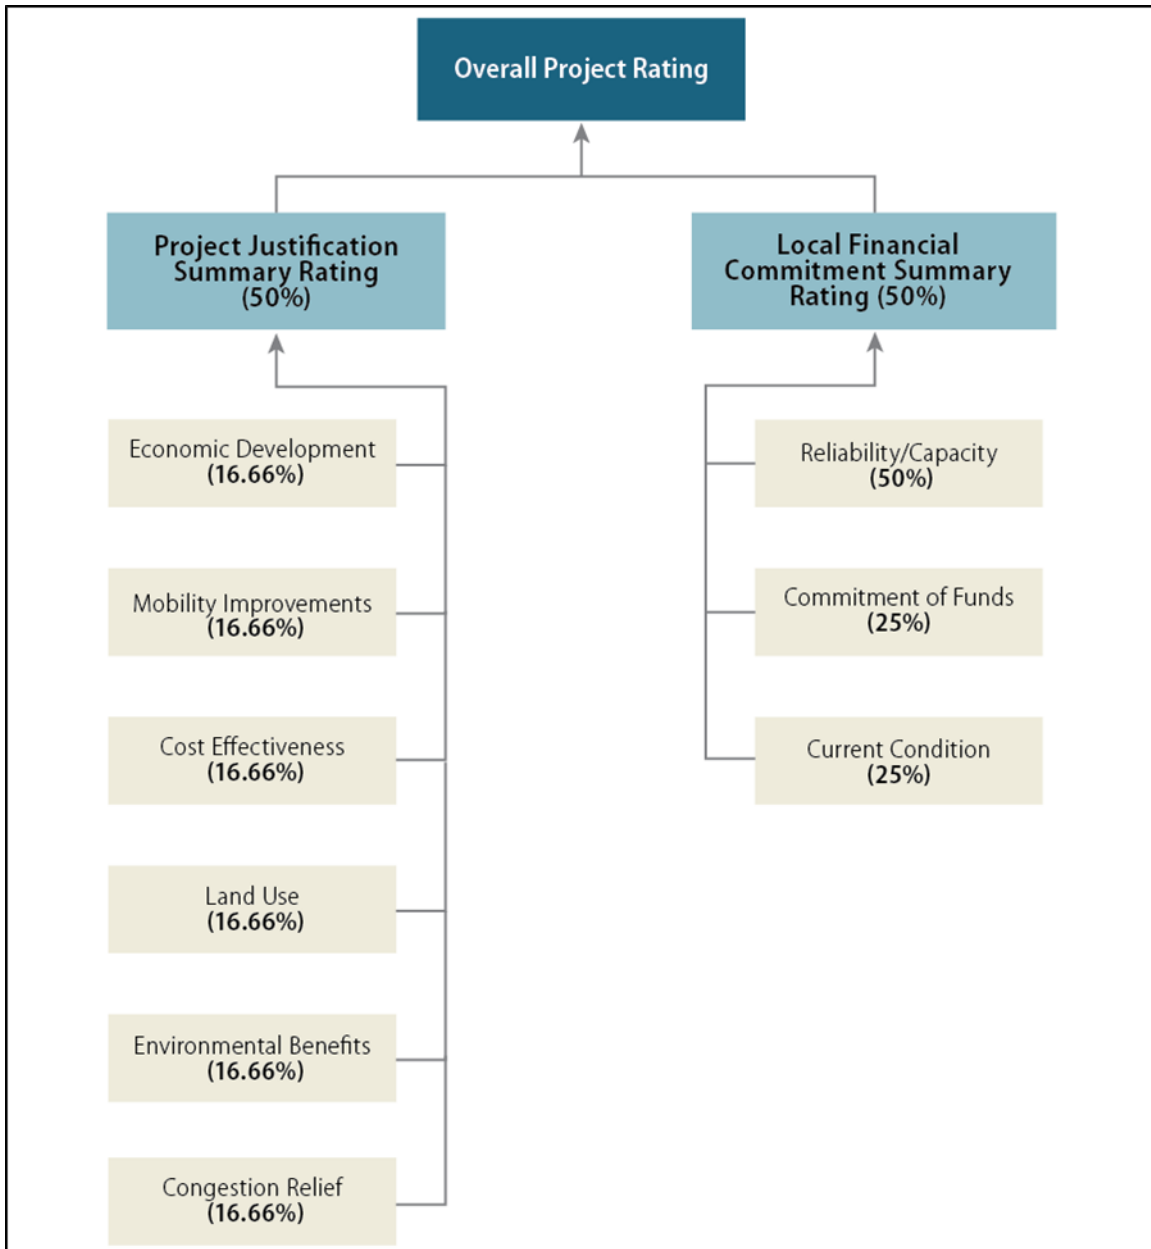 Overall Project Rating
Project Justification
Summary Rating
(50%)
Local Financial
Commitment Summary
Rating (50%)
Economic Development
(16.66%)
Mobility Improvements
(16.66%)
Cost Effectiveness
(16.66%)
Land Use
(16.66%)
Environmental Benefits
(16.66%)
Congestion Relief
(16.66%)
Reliability/Capacity
(50%)
Commitment of Funds
(25%)
Current Condition
(25%)